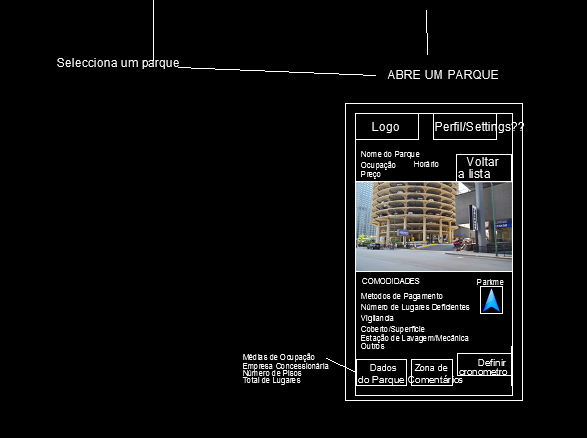 Selecciona um parque
ABRE UM PARQUE
Logo
Perfil/Settings??
Nome do Parque
Ocupação
Horário
Preço
Voltar
a lista
COMODIDADES
Parkme
Metodos de Pagamento
Número de Lugares Deficientes
Vigilancia
Coberto/Superficie
Estação de Lavagem/Mecânica
Outros
Médias de Ocupação
Empresa Concessionária
Número de Pisos
Total de Lugares
Dados
do Parque
Zona de
Comentários
Definir
cronometro